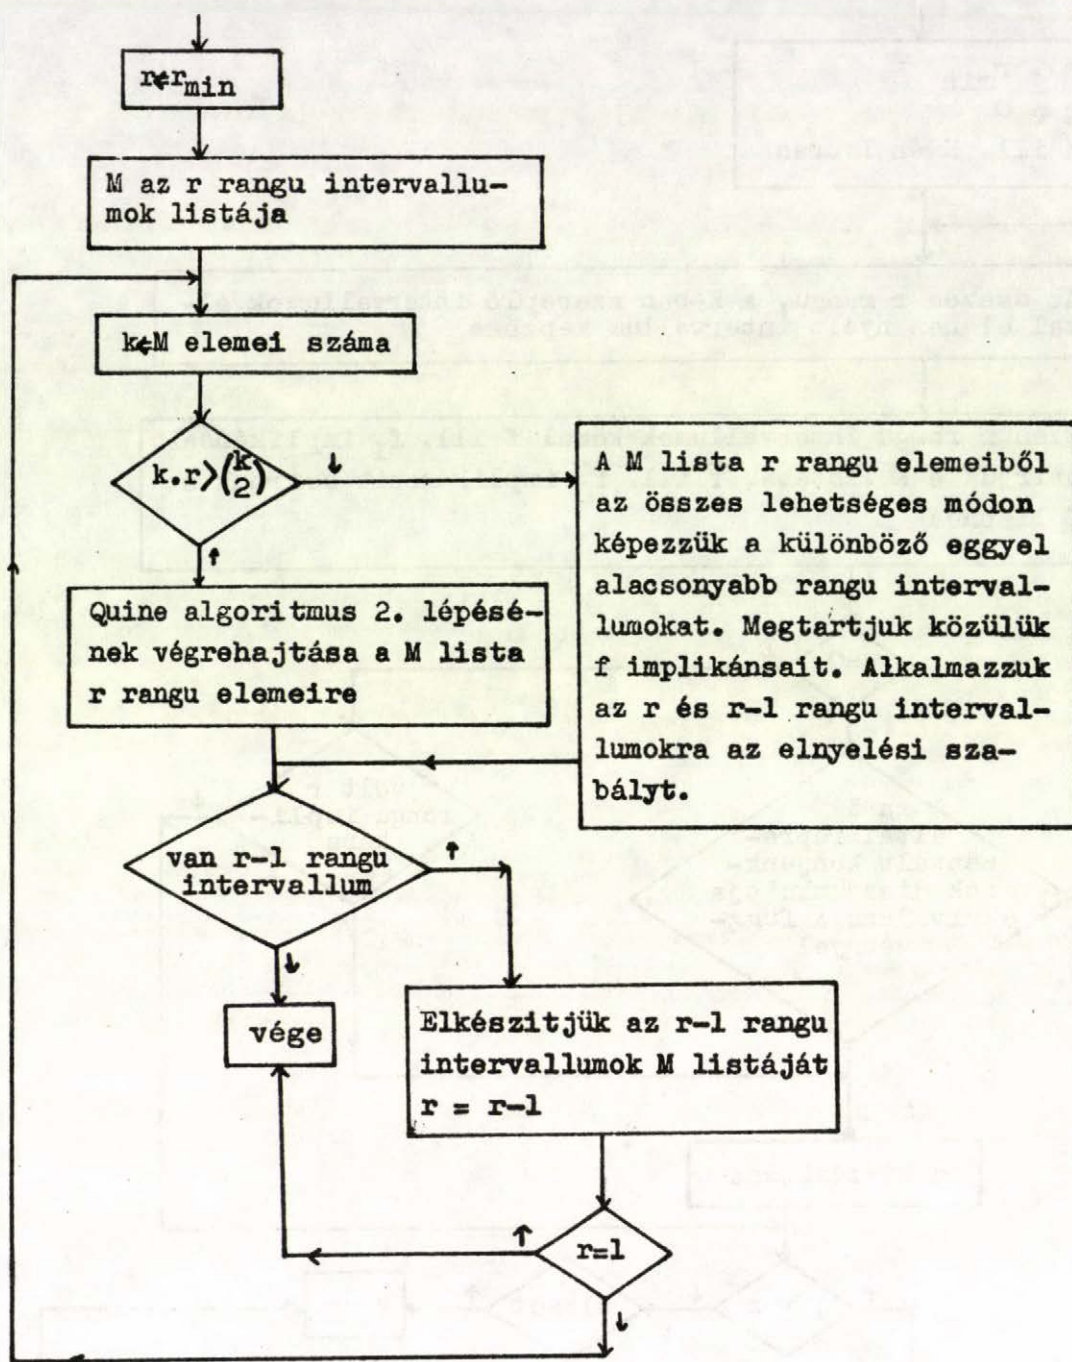 r⇐r_min
M az r rangu intervallu-
mok listája
k⇐M elemei száma
k.r>(k/2)
↓
↑
A M lista r rangu elemeiből
az összes lehetséges módon
képezzük a különböző eggyel
alacsonyabb rangu interval-
lumokat. Megtartjuk közülük
f implikánsait. Alkalmazzuk
az r és r-1 rangu interval-
lumokra az elnyelési sza-
bályt.
Quine algoritmus 2. lépésé-
nek végrehajtása a M lista
r rangu elemeire
van r-1 rangu
intervallum
↑
↓
vége
Elkészitjük az r-1 rangu
intervallumok M listáját
r = r-1
r=1
↑
↓